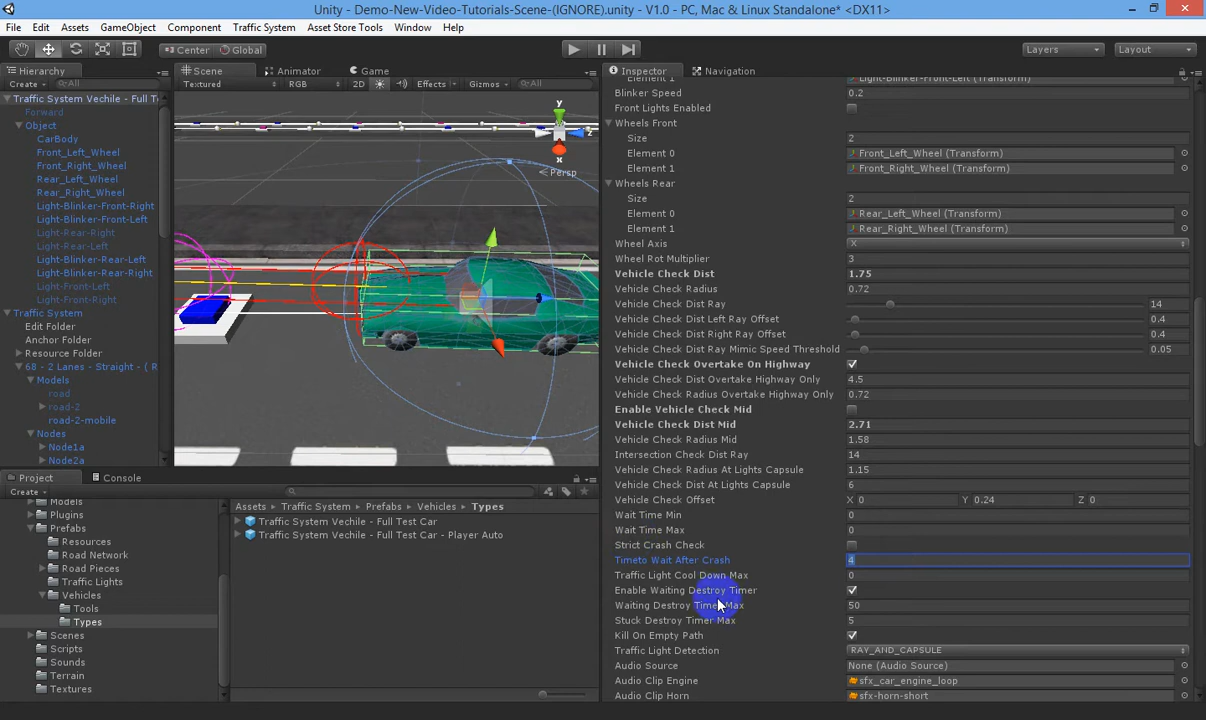 Unity - Demo-New-Video-Tutorials-Scene-(IGNORE).unity - V1.0 - PC, Mac & Linux Standalone* <DX11>
File Edit Assets GameObject Component Traffic System Asset Store Tools Window Help
Center Global Layers Layout
Hierarchy
Create All
Traffic System Vechile - Full T
Forward
Object
CarBody
Front_Left_Wheel
Front_Right_Wheel
Rear_Left_Wheel
Rear_Right_Wheel
Light-Blinker-Front-Right
Light-Blinker-Front-Left
Light-Rear-Right
Light-Rear-Left
Light-Blinker-Rear-Left
Light-Blinker-Rear-Right
Light-Front-Left
Light-Front-Right
Traffic System
Edit Folder
Anchor Folder
Resource Folder
68 - 2 Lanes - Straight - ( R
Models
road
road-2
road-2-mobile
Nodes
Node1a
Node2a
Scene Animator Game
Textured RGB 2D Effects Gizmos All
y
z
x
Persp
Project Console
Create
Models
Plugins
Prefabs
Resources
Road Network
Road Pieces
Traffic Lights
Vehicles
Tools
Types
Scenes
Scripts
Sounds
Terrain
Textures
Assets Traffic System Prefabs Vehicles Types
Traffic System Vechile - Full Test Car
Traffic System Vechile - Full Test Car - Player Auto
Inspector Navigation
Element 1 Light-Blinker-Front-Left
Blinker Speed 0.2
Front Lights Enabled
Wheels Front
Size 2
Element 0 Front_Left_Wheel (Transform)
Element 1 Front_Right_Wheel (Transform)
Wheels Rear
Size 2
Element 0 Rear_Left_Wheel (Transform)
Element 1 Rear_Right_Wheel (Transform)
Wheel Axis X
Wheel Rot Multiplier 3
Vehicle Check Dist 1.75
Vehicle Check Radius 0.72
Vehicle Check Dist Ray 14
Vehicle Check Dist Left Ray Offset 0.4
Vehicle Check Dist Right Ray Offset 0.4
Vehicle Check Dist Ray Mimic Speed Threshold 0.05
Vehicle Check Overtake On Highway
Vehicle Check Dist Overtake Highway Only 4.5
Vehicle Check Radius Overtake Highway Only 0.72
Enable Vehicle Check Mid
Vehicle Check Dist Mid 2.71
Vehicle Check Radius Mid 1.58
Intersection Check Dist Ray 14
Vehicle Check Radius At Lights Capsule 1.15
Vehicle Check Dist At Lights Capsule 6
Vehicle Check Offset X 0 Y 0.24 Z 0
Wait Time Min 0
Wait Time Max 0
Strict Crash Check
Timeto Wait After Crash 4
Traffic Light Cool Down Max 0
Enable Waiting Destroy Timer
Waiting Destroy Timer Max 50
Stuck Destroy Timer Max 5
Kill On Empty Path
Traffic Light Detection RAY_AND_CAPSULE
Audio Source None (Audio Source)
Audio Clip Engine sfx_car_engine_loop
Audio Clip Horn sfx-horn-short